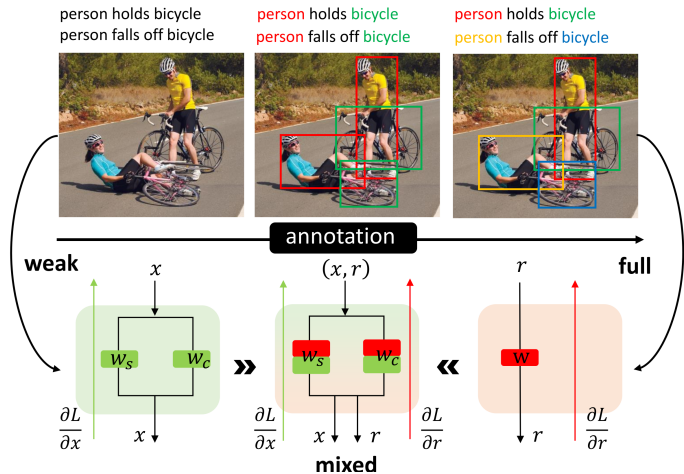 person holds bicycle
person falls off bicycle
person holds bicycle
person falls off bicycle
person holds bicycle
person falls off bicycle
annotation
weak
full
x
(x, r)
r
w_s
w_c
»
w_s
w_c
«
w
∂L/∂x
x
∂L/∂x
x
r
∂L/∂r
r
∂L/∂r
mixed